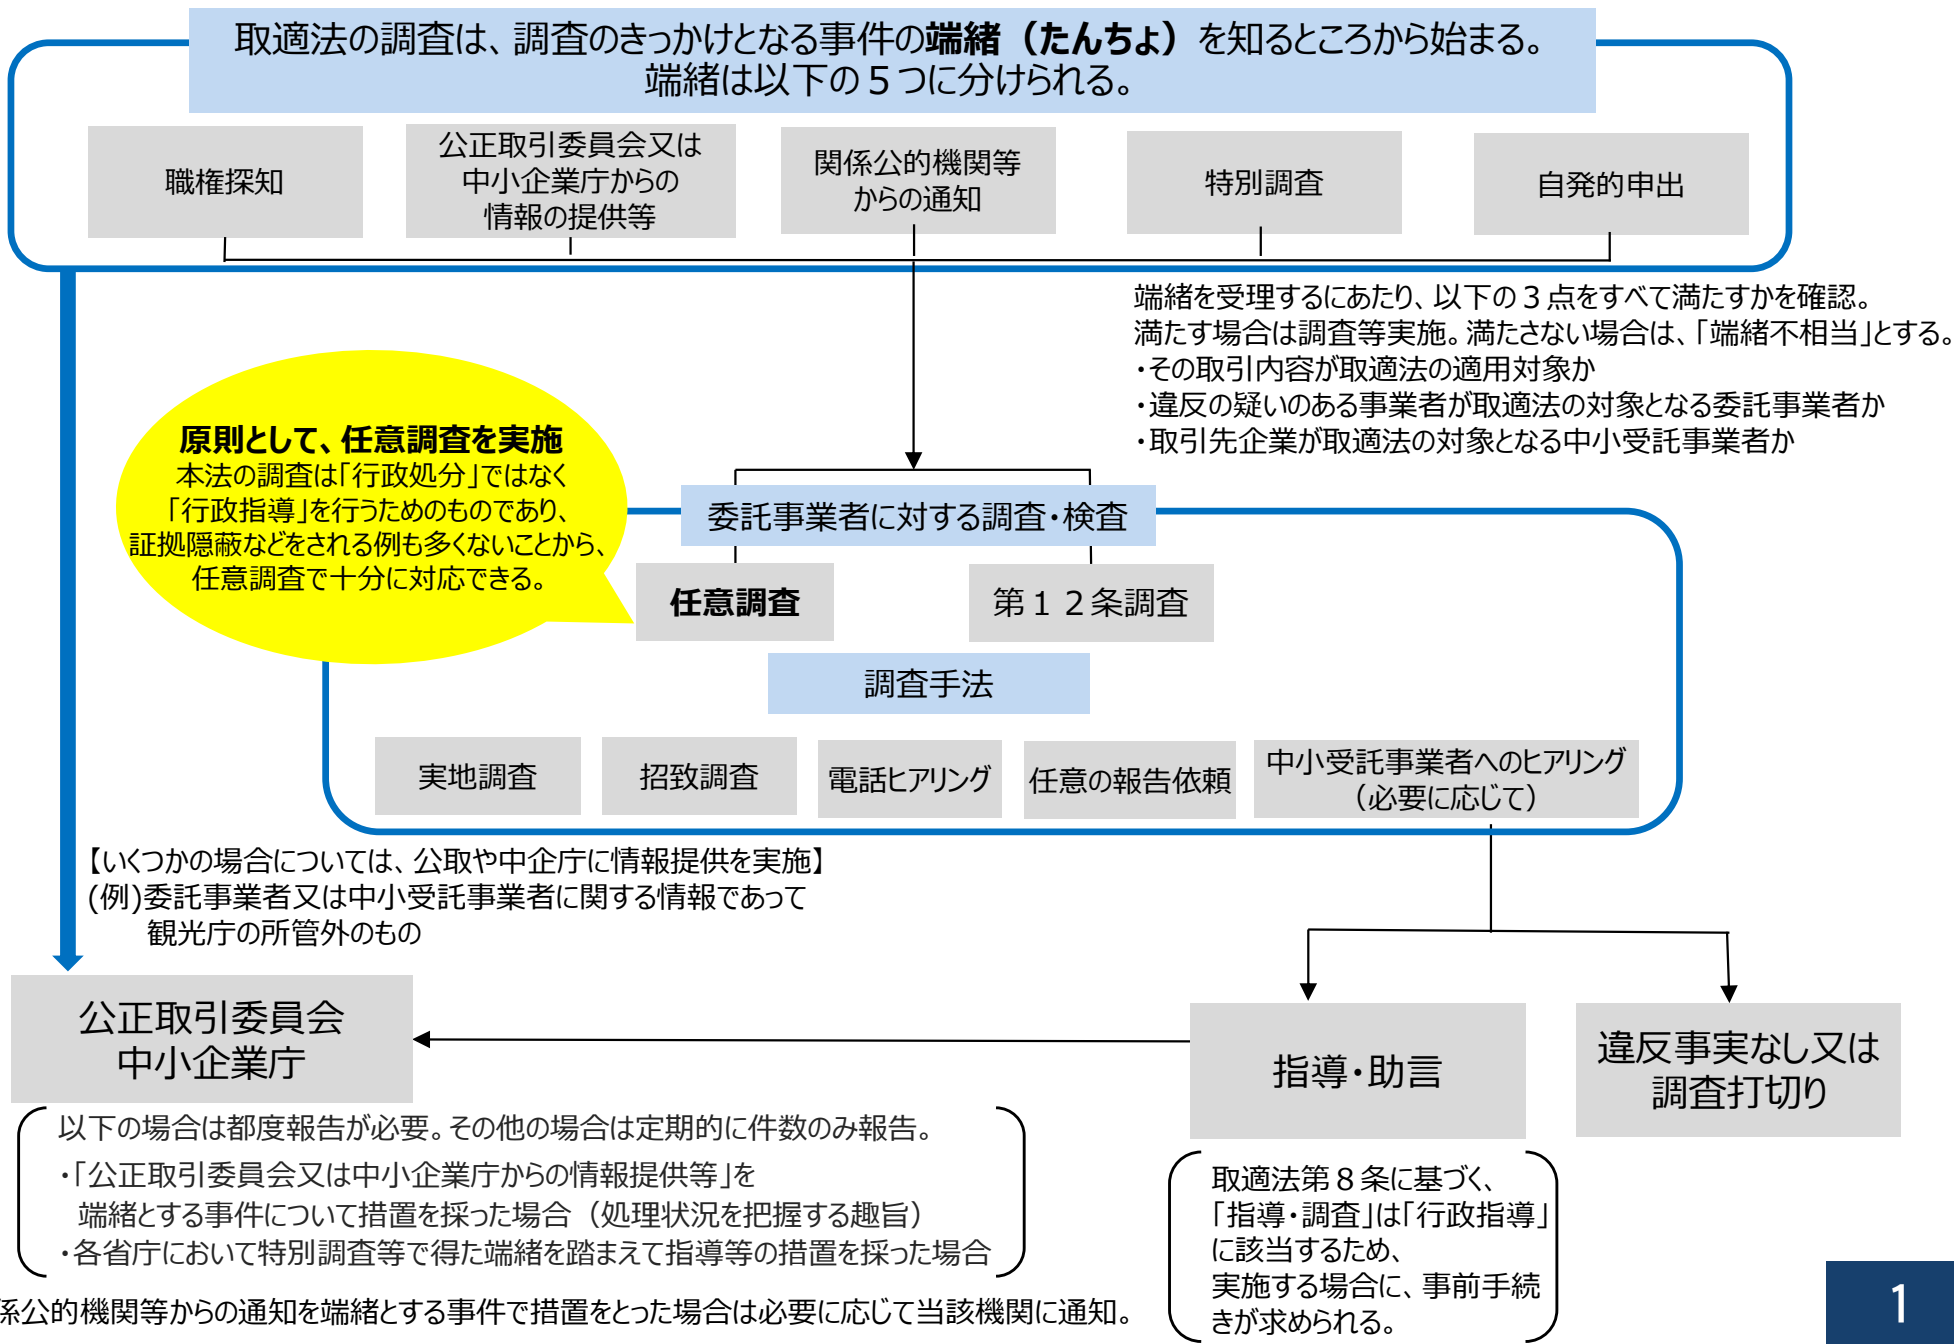 取適法の調査は、調査のきっかけとなる事件の端緒（たんちょ）を知るところから始まる。
端緒は以下の５つに分けられる。
職権探知
公正取引委員会又は
中小企業庁からの
情報の提供等
関係公的機関等
からの通知
特別調査
自発的申出
端緒を受理するにあたり、以下の３点をすべて満たすかを確認。
満たす場合は調査等実施。満たさない場合は、「端緒不相当」とする。
・その取引内容が取適法の適用対象か
・違反の疑いのある事業者が取適法の対象となる委託事業者か
・取引先企業が取適法の対象となる中小受託事業者か
原則として、任意調査を実施
本法の調査は「行政処分」ではなく
「行政指導」を行うためのものであり、
証拠隠蔽などをされる例も多くないことから、
任意調査で十分に対応できる。
委託事業者に対する調査・検査
任意調査
第１２条調査
調査手法
実地調査
招致調査
電話ヒアリング
任意の報告依頼
中小受託事業者へのヒアリング
（必要に応じて）
【いくつかの場合については、公取や中企庁に情報提供を実施】
(例)委託事業者又は中小受託事業者に関する情報であって
観光庁の所管外のもの
公正取引委員会
中小企業庁
指導・助言
違反事実なし又は
調査打切り
以下の場合は都度報告が必要。その他の場合は定期的に件数のみ報告。
・「公正取引委員会又は中小企業庁からの情報提供等」を
端緒とする事件について措置を採った場合（処理状況を把握する趣旨）
・各省庁において特別調査等で得た端緒を踏まえて指導等の措置を採った場合
取適法第８条に基づく、
「指導・調査」は「行政指導」
に該当するため、
実施する場合に、事前手続
きが求められる。
係公的機関等からの通知を端緒とする事件で措置をとった場合は必要に応じて当該機関に通知。
1